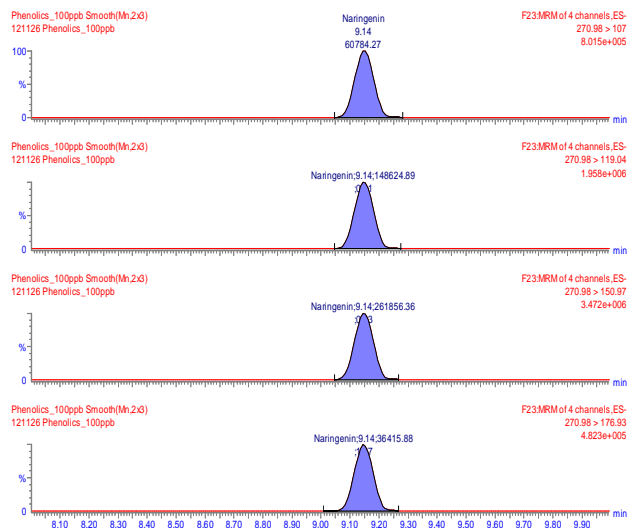 Phenolics_100ppb Smooth(Mn,2x3)
121126 Phenolics_100ppb
F23:MRM of 4 channels,ES-
270.98 > 107
8.015e+005
Naringenin
9.14
60784.27
100
%
0
min
Phenolics_100ppb Smooth(Mn,2x3)
121126 Phenolics_100ppb
F23:MRM of 4 channels,ES-
270.98 > 119.04
1.958e+006
Naringenin;9.14;148624.89
%
0
min
Phenolics_100ppb Smooth(Mn,2x3)
121126 Phenolics_100ppb
F23:MRM of 4 channels,ES-
270.98 > 150.97
3.472e+006
Naringenin;9.14;261856.36
%
0
min
Phenolics_100ppb Smooth(Mn,2x3)
121126 Phenolics_100ppb
F23:MRM of 4 channels,ES-
270.98 > 176.93
4.823e+005
Naringenin;9.14;36415.88
%
0
min
8.10 8.20 8.30 8.40 8.50 8.60 8.70 8.80 8.90 9.00 9.10 9.20 9.30 9.40 9.50 9.60 9.70 9.80 9.90